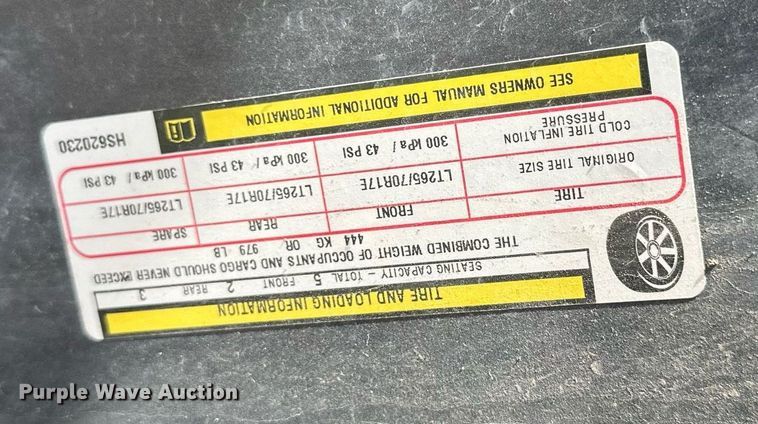 TIRE AND LOADING INFORMATION
SEATING CAPACITY – TOTAL 5 FRONT 2 REAR 3
THE COMBINED WEIGHT OF OCCUPANTS AND CARGO SHOULD NEVER EXCEED
444 KG OR 979 LB
TIRE FRONT REAR SPARE
ORIGINAL TIRE SIZE LT265/70R17E LT265/70R17E LT265/70R17E
COLD TIRE INFLATION
PRESSURE 300 kPa / 43 PSI 300 kPa / 43 PSI 300 kPa / 43 PSI
SEE OWNERS MANUAL FOR ADDITIONAL INFORMATION
HS620230
Purple Wave Auction